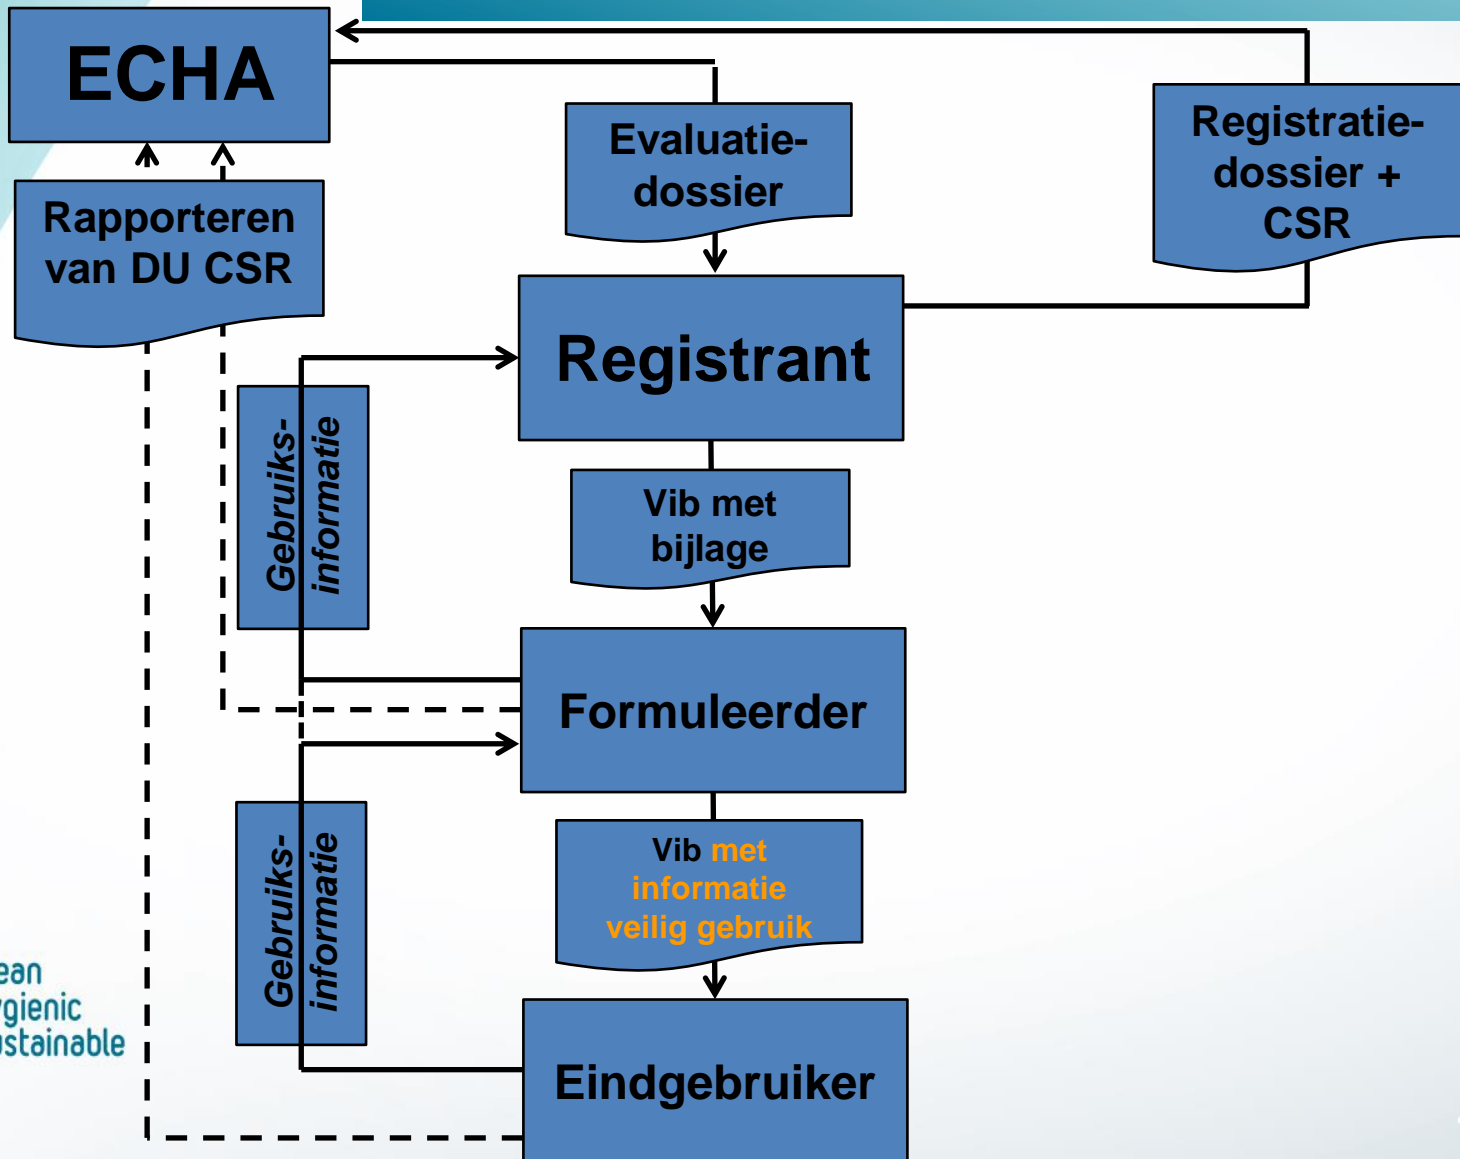 ECHA
Evaluatie-
dossier
Registratie-
dossier +
CSR
Rapporteren
van DU CSR
Registrant
Gebruiks-
informatie
Vib met
bijlage
Formuleerder
Gebruiks-
informatie
Vib met
informatie
veilig gebruik
Eindgebruiker